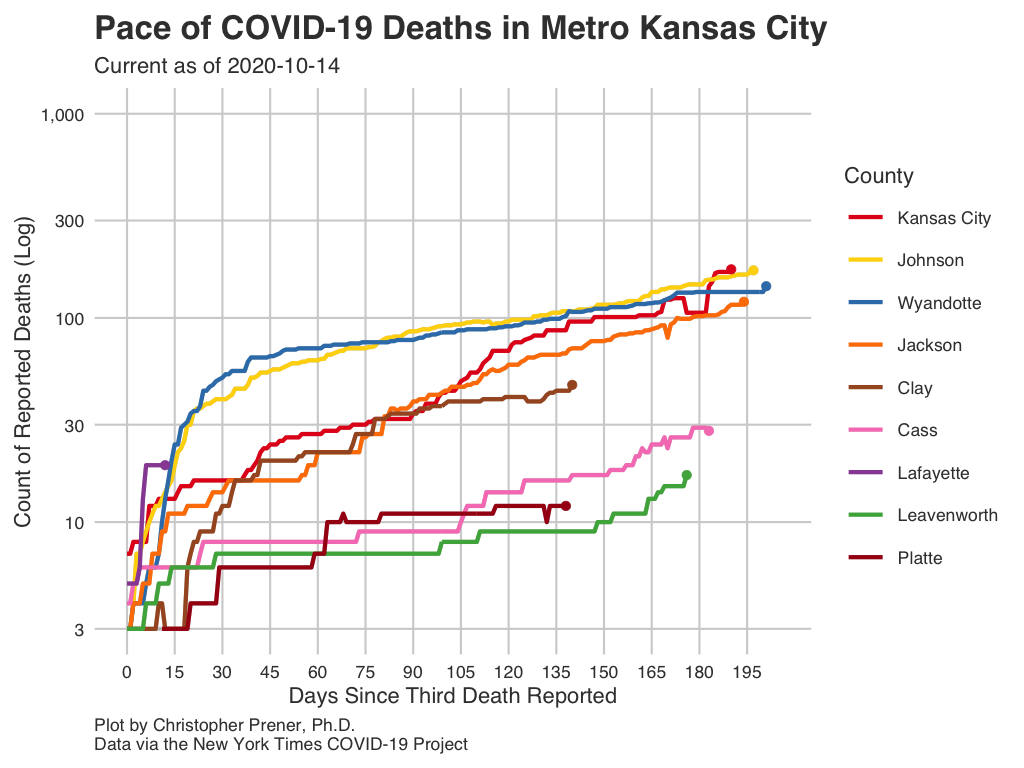 Pace of COVID-19 Deaths in Metro Kansas City
Current as of 2020-10-14
Count of Reported Deaths (Log)
1,000
300
100
30
10
3
0 15 30 45 60 75 90 105 120 135 150 165 180 195
Days Since Third Death Reported
County
Kansas City
Johnson
Wyandotte
Jackson
Clay
Cass
Lafayette
Leavenworth
Platte
Plot by Christopher Prener, Ph.D.
Data via the New York Times COVID-19 Project